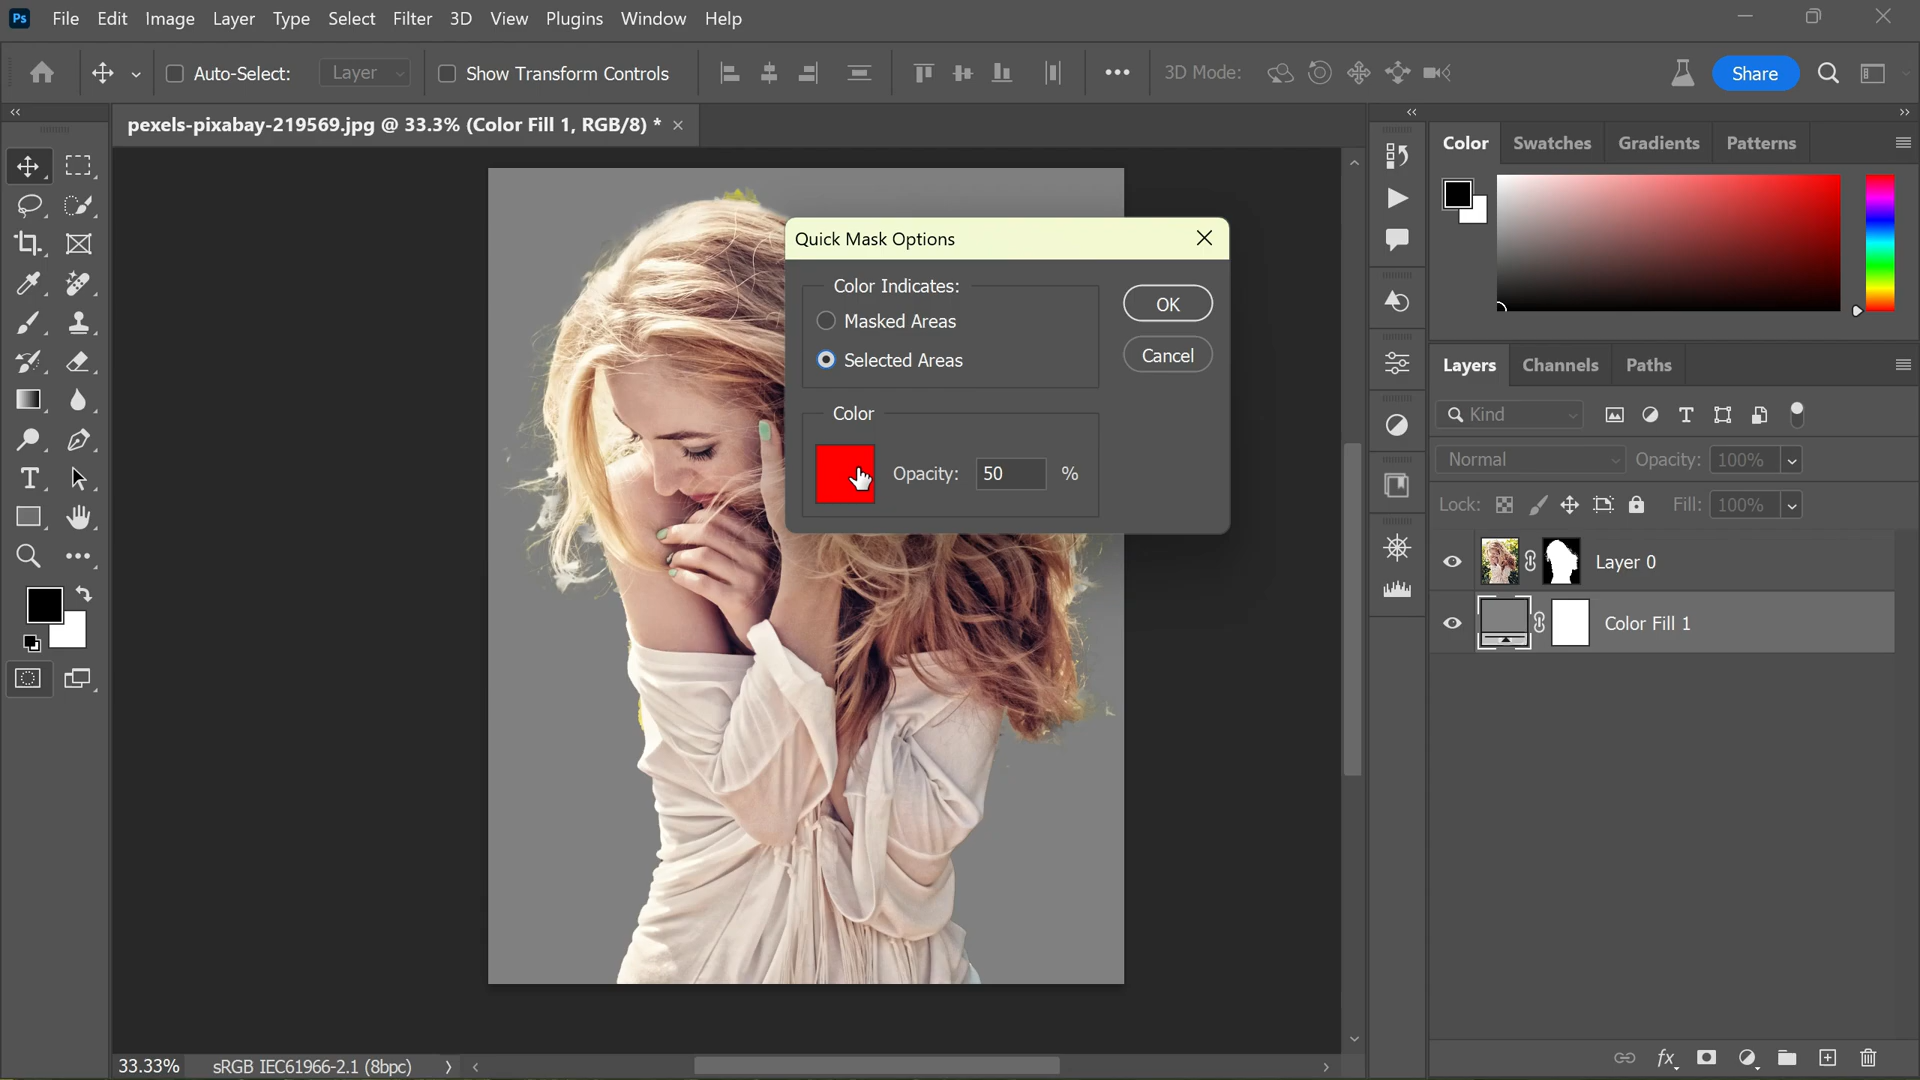 Ps File Edit Image Layer Type Select Filter 3D View Plugins Window Help
Auto-Select: Layer Show Transform Controls 3D Mode: Share
pexels-pixabay-219569.jpg @ 33.3% (Color Fill 1, RGB/8) *
Color Swatches Gradients Patterns
Quick Mask Options
Color Indicates:
Masked Areas
Selected Areas
OK
Cancel
Color
Opacity: 50 %
Layers Channels Paths
Kind
Normal Opacity: 100%
Lock: Fill: 100%
Layer 0
Color Fill 1
33.33% sRGB IEC61966-2.1 (8bpc)
fx